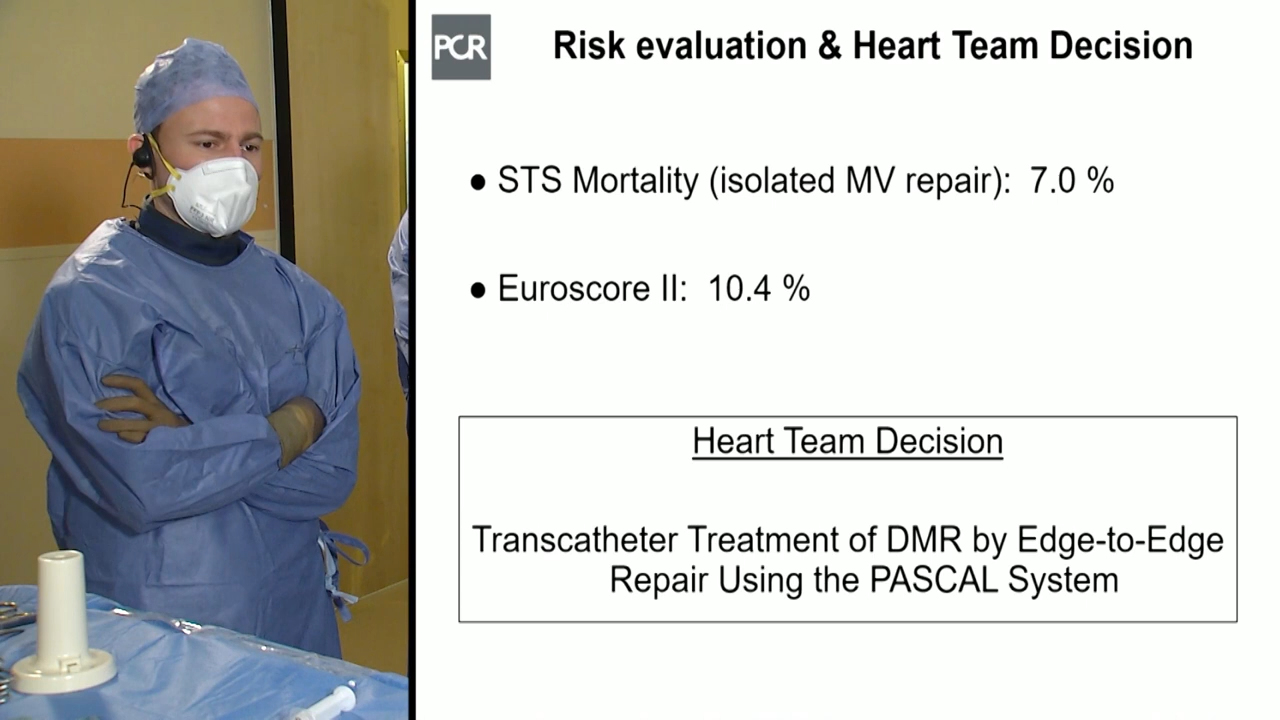 PCR
Risk evaluation & Heart Team Decision
● STS Mortality (isolated MV repair): 7.0 %
● Euroscore II: 10.4 %
Heart Team Decision
Transcatheter Treatment of DMR by Edge-to-Edge
Repair Using the PASCAL System